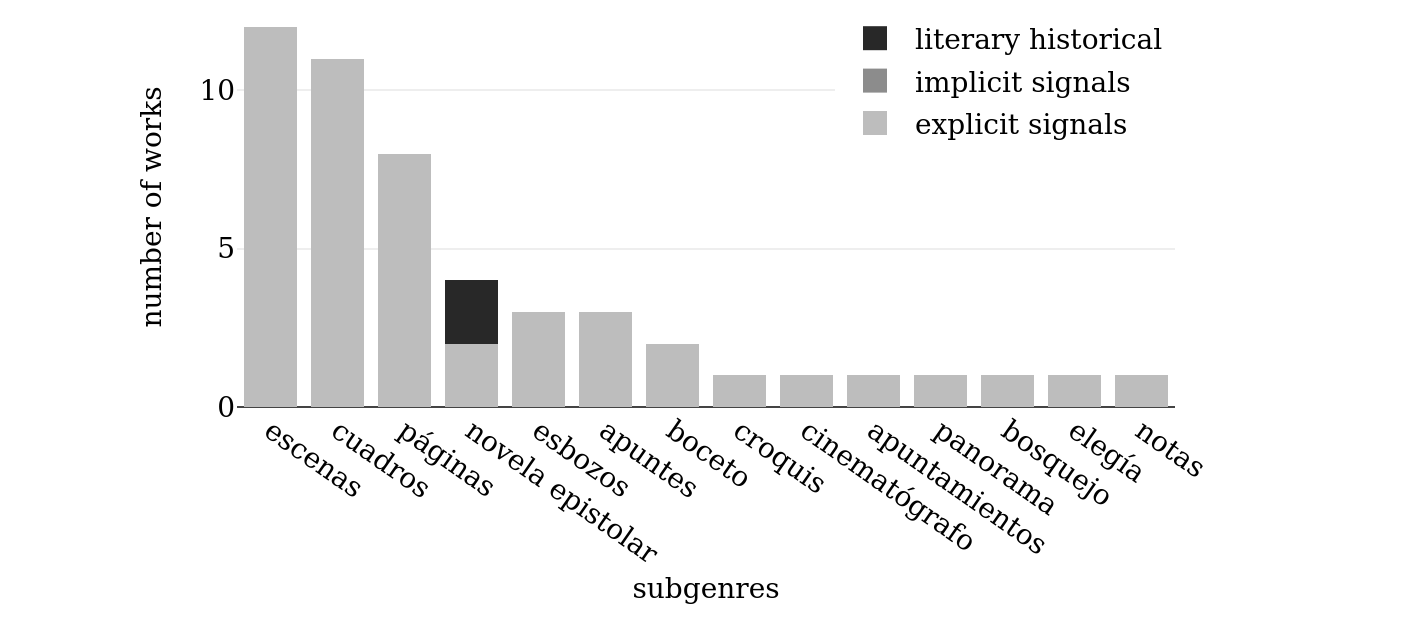 literary historical
implicit signals
explicit signals
number of works
10
5
0
escenas
cuadros
páginas
novela epistolar
esbozos
apuntes
boceto
croquis
cinematógrafo
apuntamientos
panorama
bosquejo
elegía
notas
subgenres